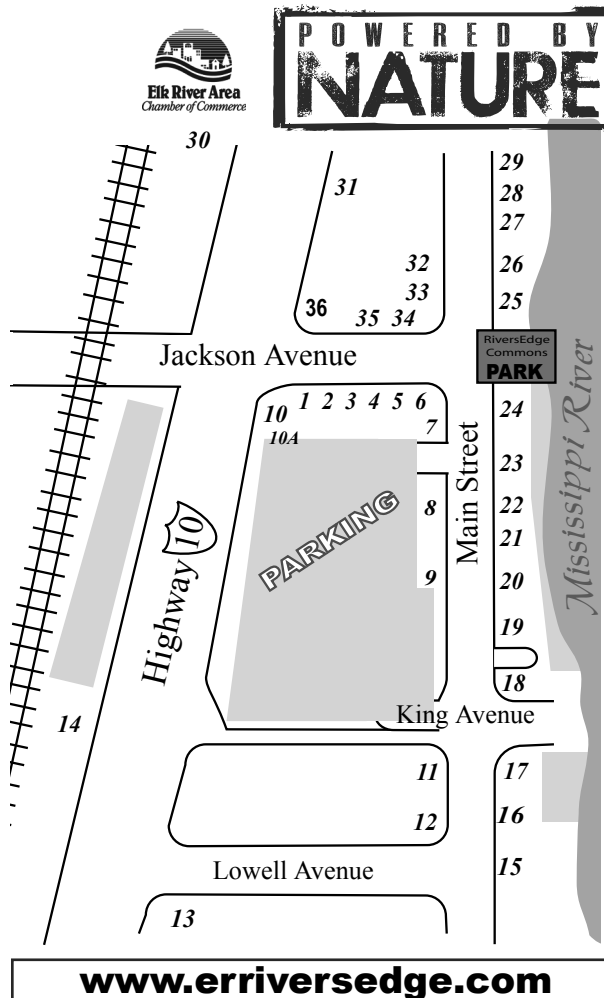 POWERED BY
NATURE
Elk River Area
Chamber of Commerce
30
29
31
28
27
32
26
33
25
36
35 34
RiversEdge
Commons
PARK
Jackson Avenue
Mississippi River
10 1 2 3 4 5 6
10A
7
24
Main Street
23
PARKING
8
22
Highway 10
21
9
20
19
18
14
King Avenue
11
17
12
16
Lowell Avenue
15
13
www.erriversedge.com